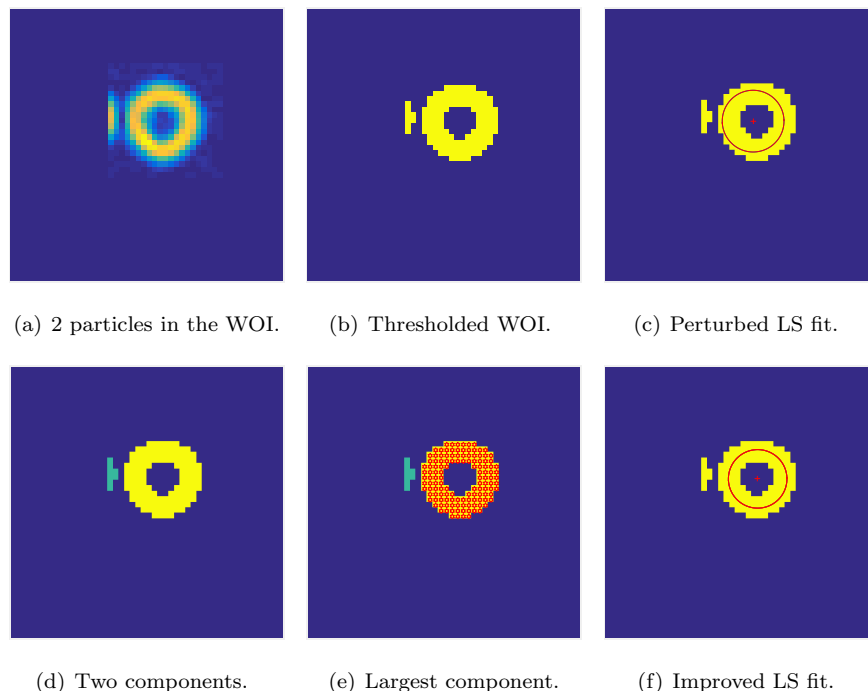 (a) 2 particles in the WOI.
(b) Thresholded WOI.
(c) Perturbed LS fit.
(d) Two components.
(e) Largest component.
(f) Improved LS fit.